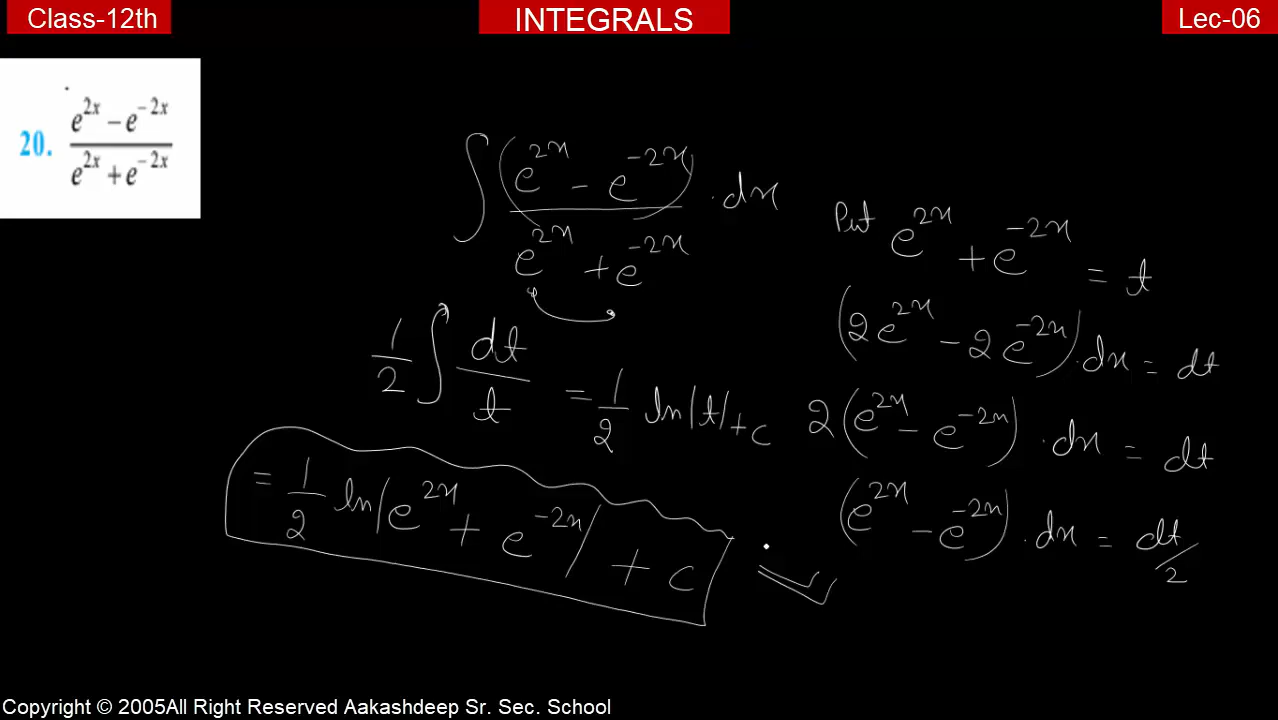 Class-12th
INTEGRALS
Lec-06
20. (e^{2x} − e^{−2x}) / (e^{2x} + e^{−2x})
∫ (e^{2x} − e^{−2x}) / (e^{2x} + e^{−2x}) . dx
Put e^{2x} + e^{−2x} = t
(2e^{2x} − 2e^{−2x}) . dx = dt
1/2 ∫ dt/t = 1/2 ln|t| + c
2(e^{2x} − e^{−2x}) . dx = dt
(e^{2x} − e^{−2x}) . dx = dt/2
= 1/2 ln|e^{2x} + e^{−2x}| + c
Copyright © 2005All Right Reserved Aakashdeep Sr. Sec. School